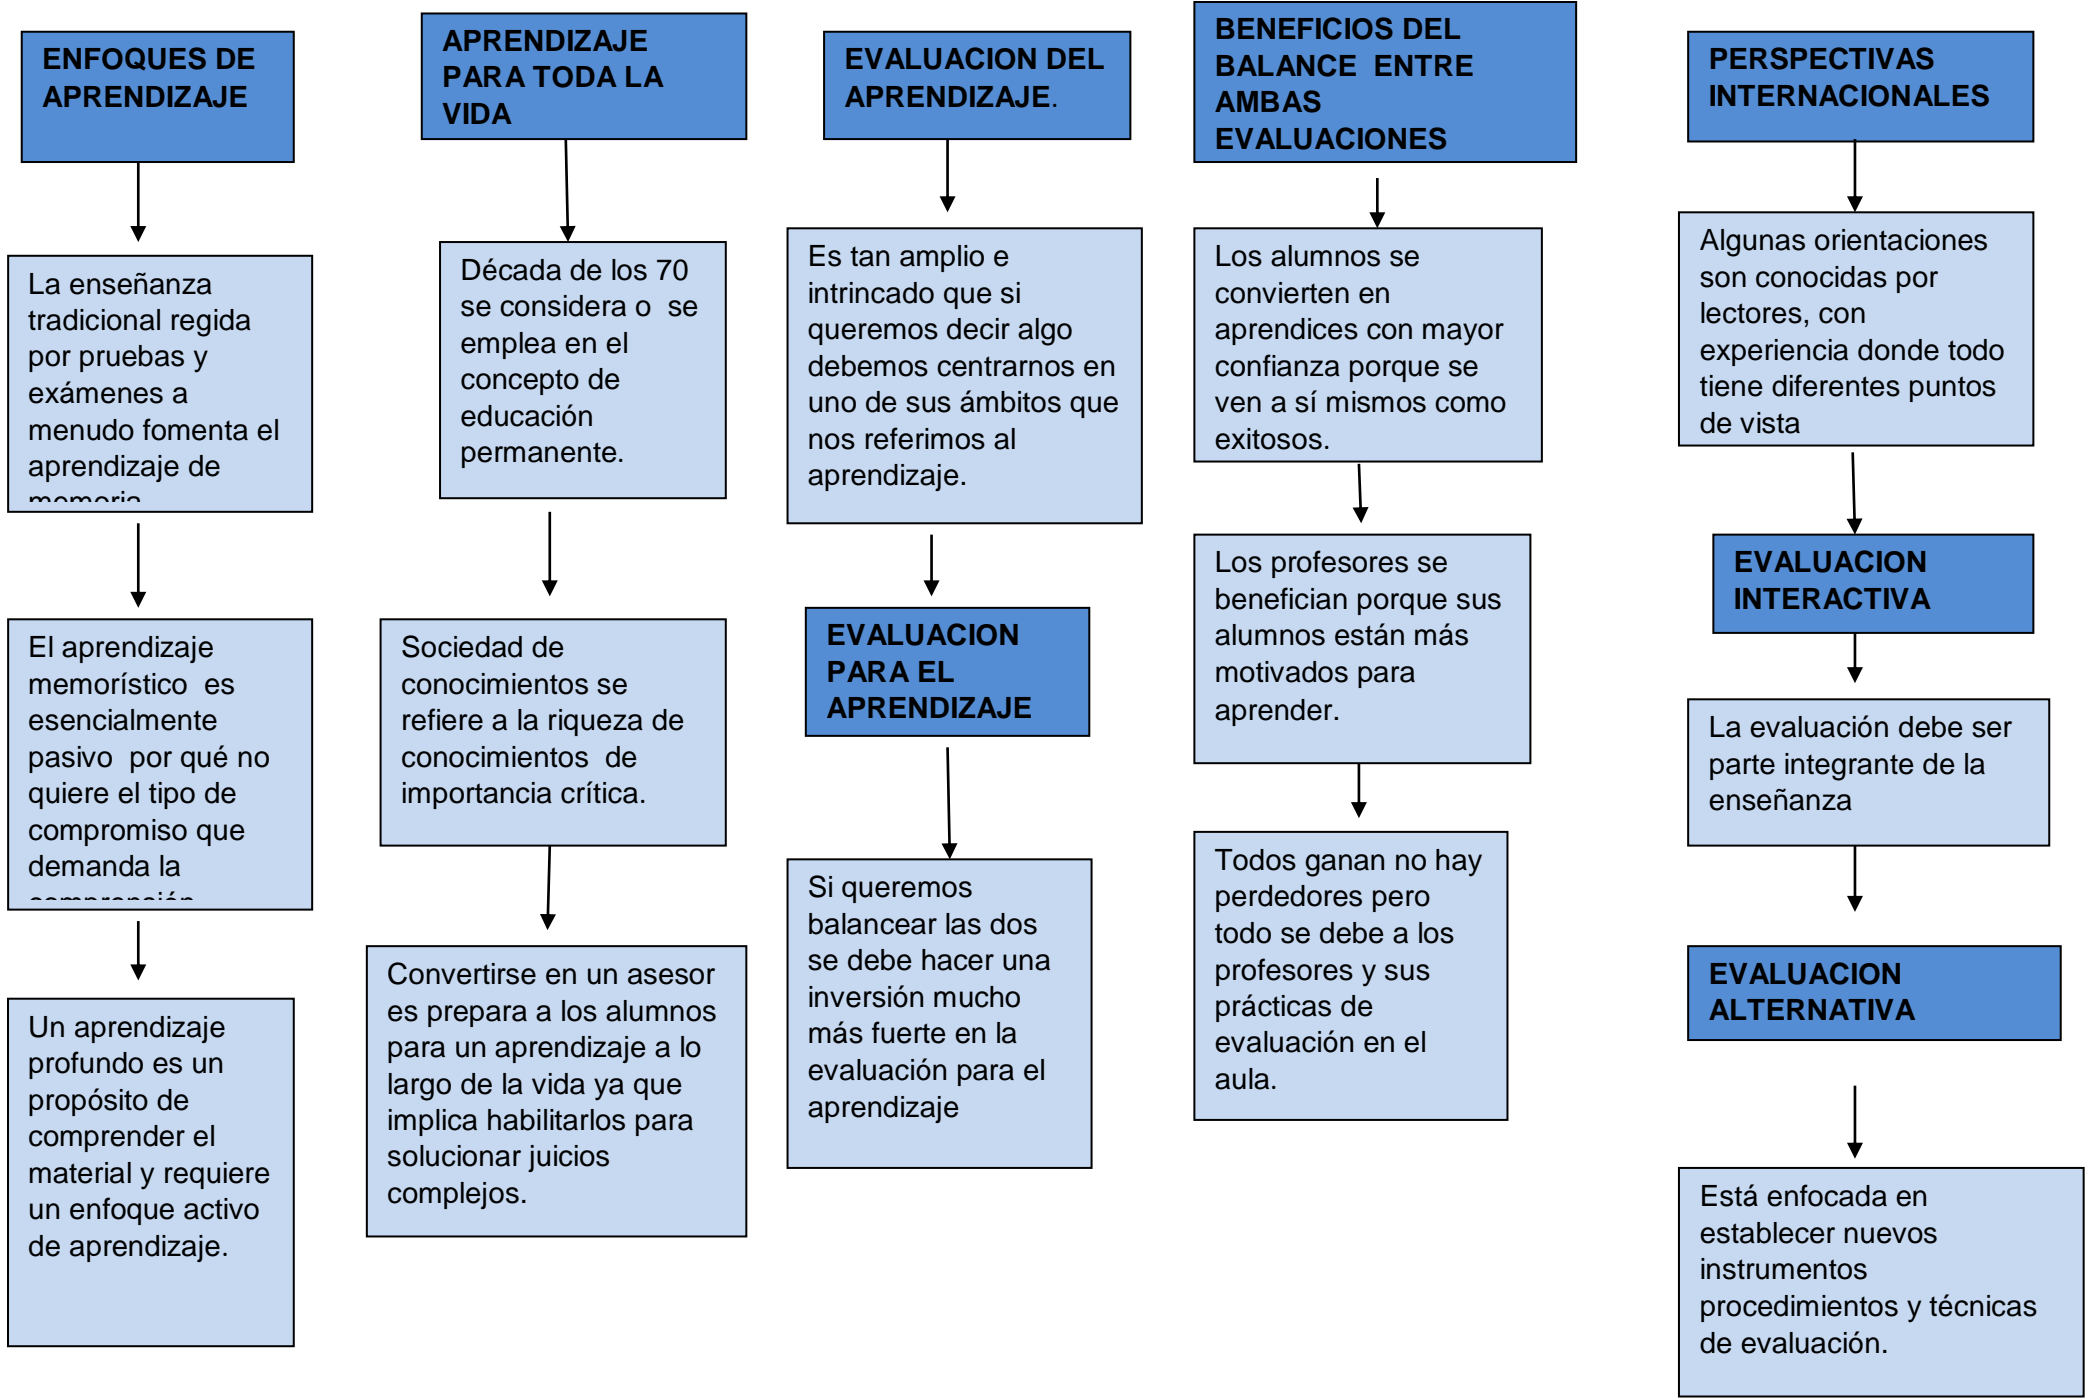 ENFOQUES DE
APRENDIZAJE
La enseñanza
tradicional regida
por pruebas y
exámenes a
menudo fomenta el
aprendizaje de
memoria
El aprendizaje
memorístico  es
esencialmente
pasivo  por qué no
quiere el tipo de
compromiso que
demanda la
comprensión
Un aprendizaje
profundo es un
propósito de
comprender el
material y requiere
un enfoque activo
de aprendizaje.
APRENDIZAJE
PARA TODA LA
VIDA
Década de los 70
se considera o  se
emplea en el
concepto de
educación
permanente.
Sociedad de
conocimientos se
refiere a la riqueza de
conocimientos  de
importancia crítica.
Convertirse en un asesor
es prepara a los alumnos
para un aprendizaje a lo
largo de la vida ya que
implica habilitarlos para
solucionar juicios
complejos.
EVALUACION DEL
APRENDIZAJE.
Es tan amplio e
intrincado que si
queremos decir algo
debemos centrarnos en
uno de sus ámbitos que
nos referimos al
aprendizaje.
EVALUACION
PARA EL
APRENDIZAJE
Si queremos
balancear las dos
se debe hacer una
inversión mucho
más fuerte en la
evaluación para el
aprendizaje
BENEFICIOS DEL
BALANCE  ENTRE
AMBAS
EVALUACIONES
Los alumnos se
convierten en
aprendices con mayor
confianza porque se
ven a sí mismos como
exitosos.
Los profesores se
benefician porque sus
alumnos están más
motivados para
aprender.
Todos ganan no hay
perdedores pero
todo se debe a los
profesores y sus
prácticas de
evaluación en el
aula.
PERSPECTIVAS
INTERNACIONALES
Algunas orientaciones
son conocidas por
lectores, con
experiencia donde todo
tiene diferentes puntos
de vista
EVALUACION
INTERACTIVA
La evaluación debe ser
parte integrante de la
enseñanza
EVALUACION
ALTERNATIVA
Está enfocada en
establecer nuevos
instrumentos
procedimientos y técnicas
de evaluación.